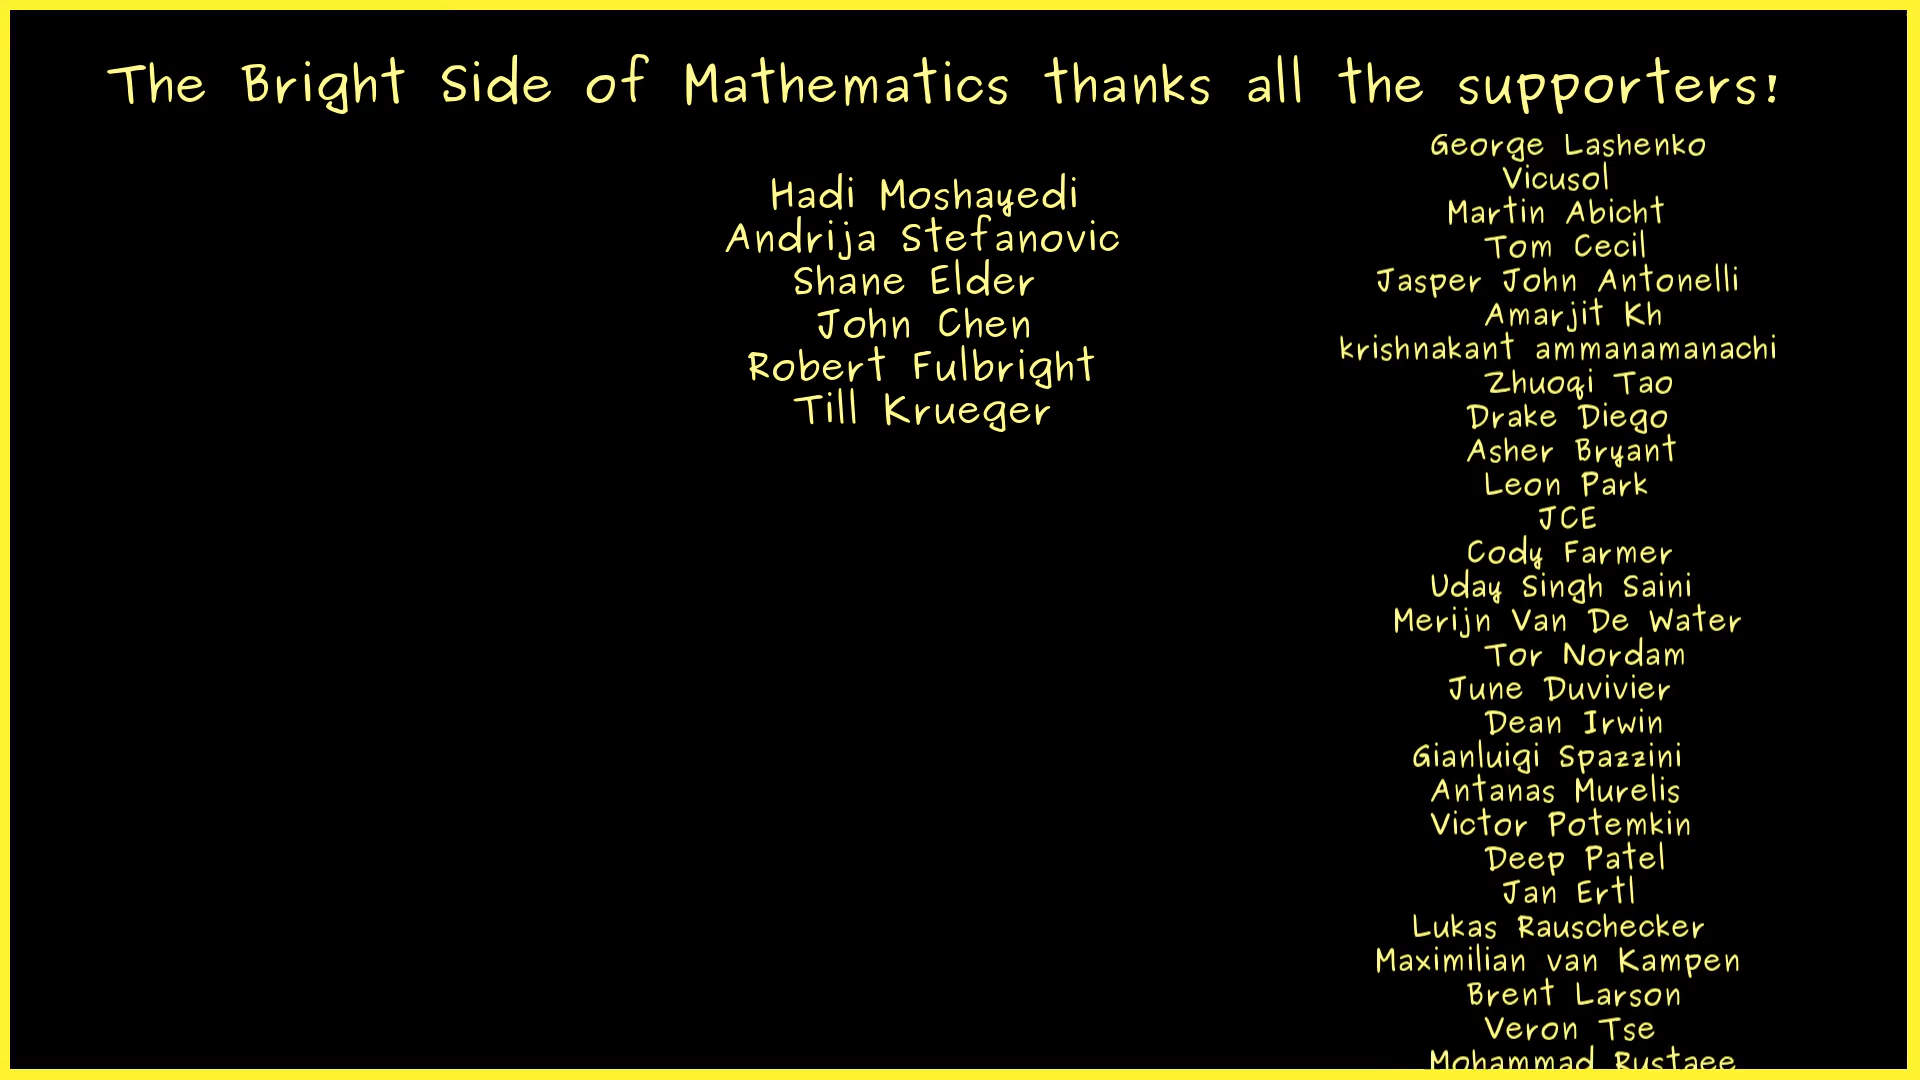 The Bright Side of Mathematics thanks all the supporters!
Hadi Moshayedi
Andrija Stefanovic
Shane Elder
John Chen
Robert Fulbright
Till Krueger
George Lashenko
Vicusol
Martin Abicht
Tom Cecil
Jasper John Antonelli
Amarjit Kh
krishnakant ammanamanachi
Zhuoqi Tao
Drake Diego
Asher Bryant
Leon Park
JCE
Cody Farmer
Uday Singh Saini
Merijn Van De Water
Tor Nordam
June Duvivier
Dean Irwin
Gianluigi Spazzini
Antanas Murelis
Victor Potemkin
Deep Patel
Jan Ertl
Lukas Rauschecker
Maximilian van Kampen
Brent Larson
Veron Tse
Mohammad Rustaee